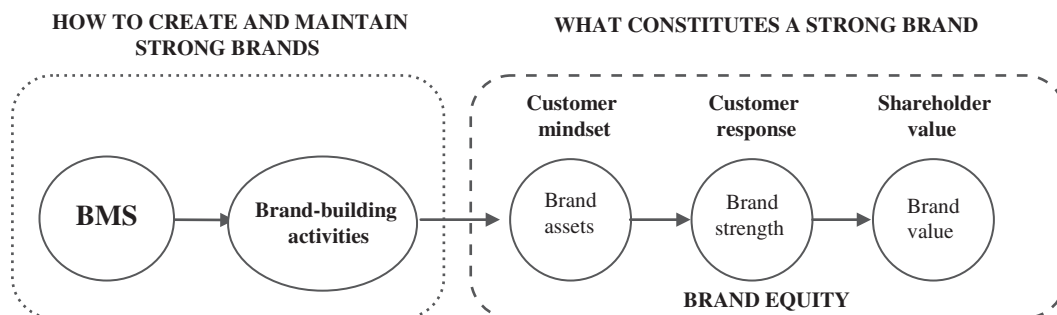 HOW TO CREATE AND MAINTAIN
STRONG BRANDS
WHAT CONSTITUTES A STRONG BRAND
Customer
mindset
Customer
response
Shareholder
value
BMS
Brand-building
activities
Brand
assets
Brand
strength
Brand
value
BRAND EQUITY